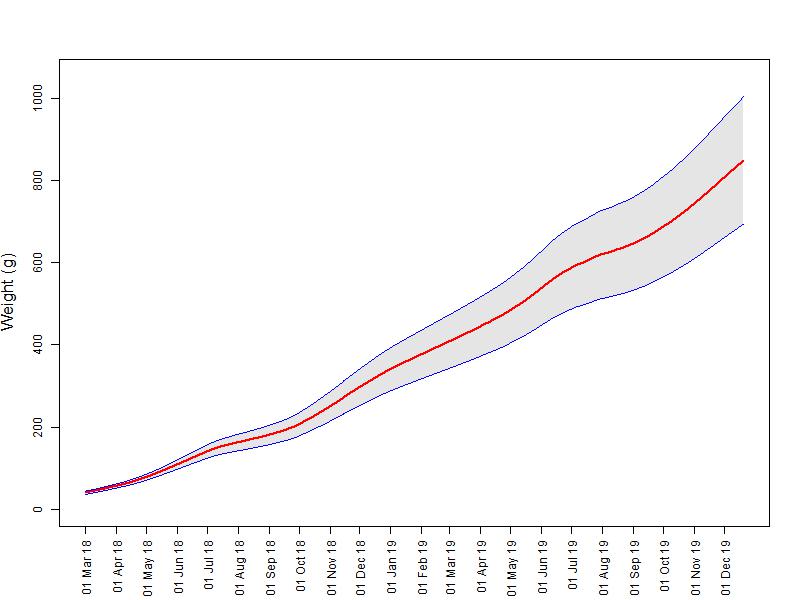 Weight (g)
1000
800
600
400
200
0
01 Mar 18
01 Apr 18
01 May 18
01 Jun 18
01 Jul 18
01 Aug 18
01 Sep 18
01 Oct 18
01 Nov 18
01 Dec 18
01 Jan 19
01 Feb 19
01 Mar 19
01 Apr 19
01 May 19
01 Jun 19
01 Jul 19
01 Aug 19
01 Sep 19
01 Oct 19
01 Nov 19
01 Dec 19